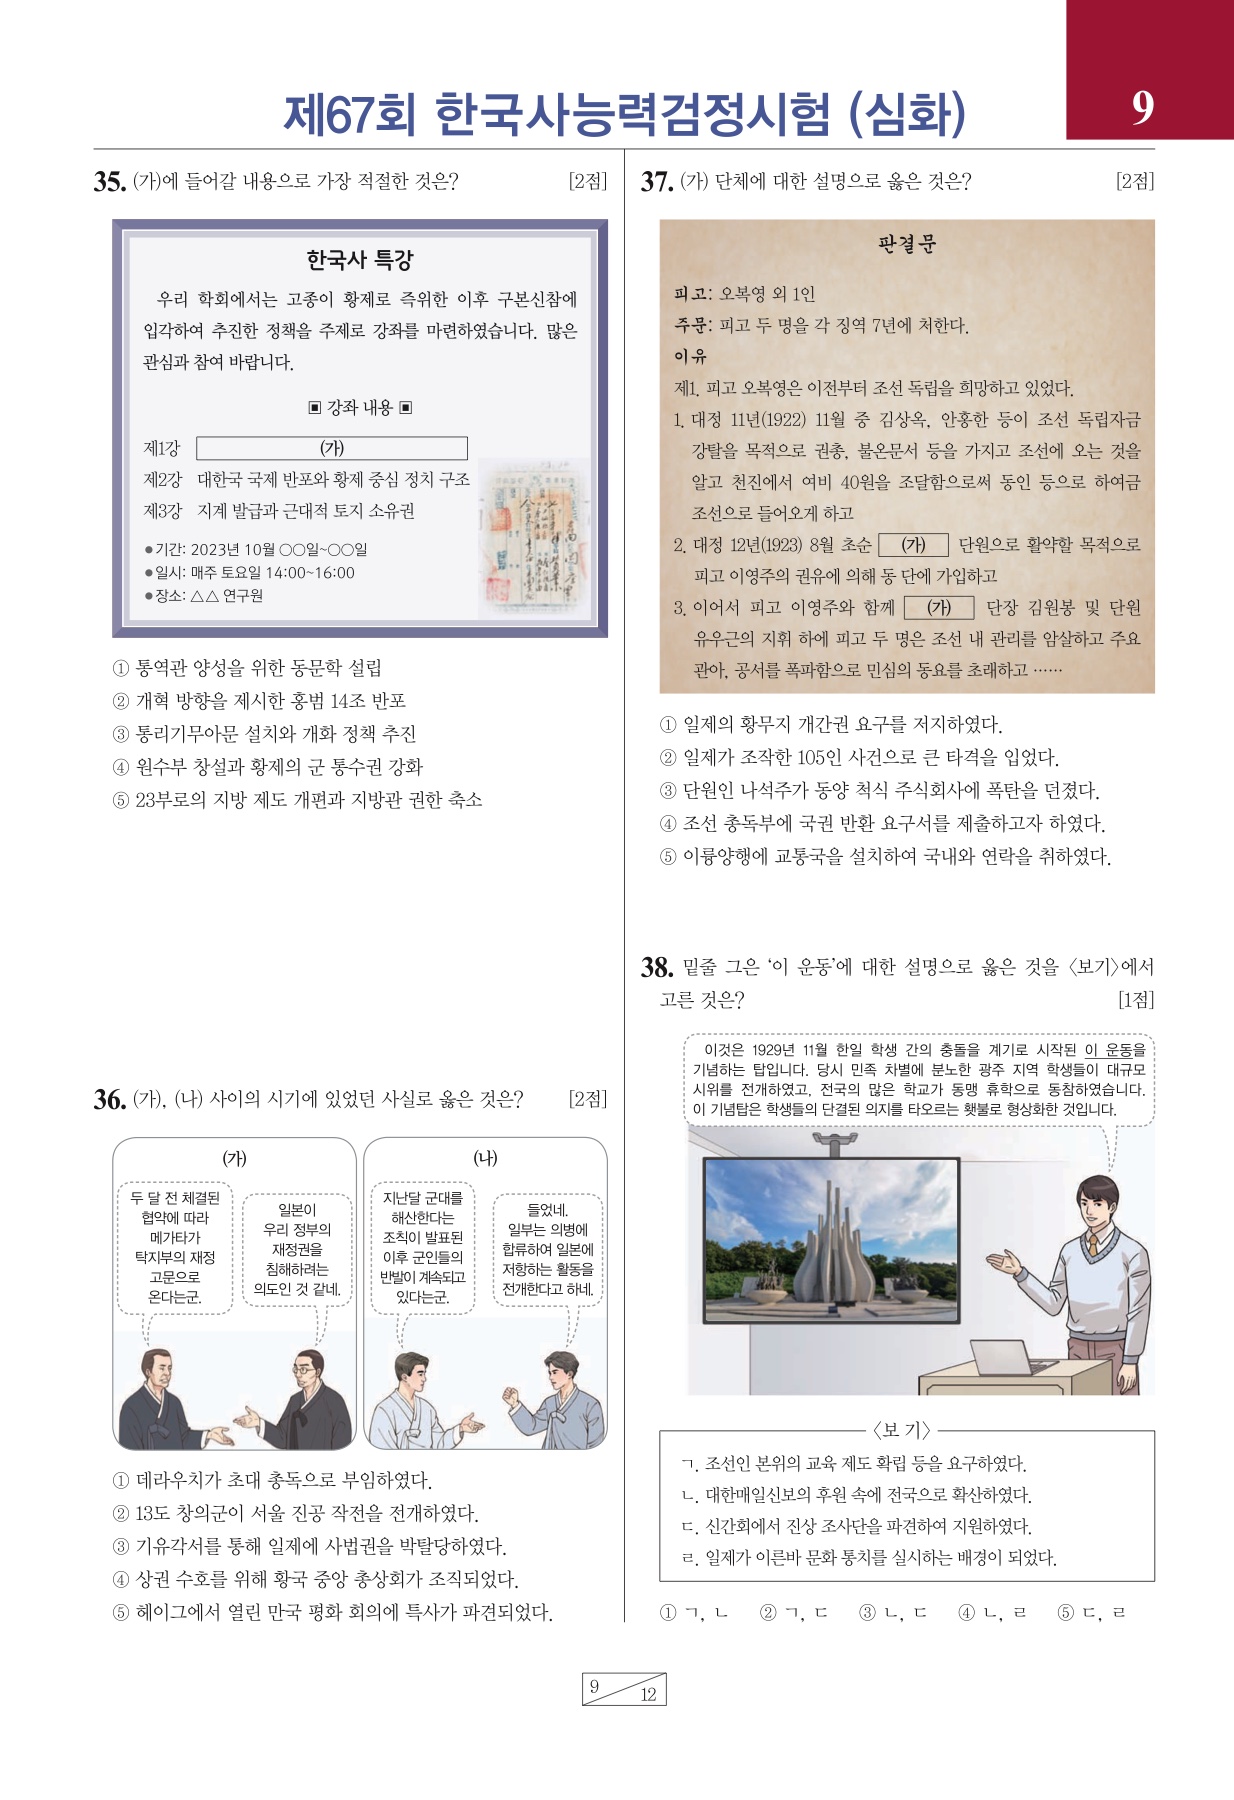 제67회 한국사능력검정시험 (심화)
9
35. (가)에 들어갈 내용으로 가장 적절한 것은? [2점]
한국사 특강
우리 학회에서는 고종이 황제로 즉위한 이후 구본신참에
입각하여 추진한 정책을 주제로 강좌를 마련하였습니다. 많은
관심과 참여 바랍니다.
▣ 강좌 내용 ▣
제1강 (가)
제2강 대한국 국제 반포와 황제 중심 정치 구조
제3강 지계 발급과 근대적 토지 소유권
●기간: 2023년 10월 ○○일~○○일
●일시: 매주 토요일 14:00~16:00
●장소: △△ 연구원
① 통역관 양성을 위한 동문학 설립
② 개혁 방향을 제시한 홍범 14조 반포
③ 통리기무아문 설치와 개화 정책 추진
④ 원수부 창설과 황제의 군 통수권 강화
⑤ 23부로의 지방 제도 개편과 지방관 권한 축소
36. (가), (나) 사이의 시기에 있었던 사실로 옳은 것은? [2점]
(가)
두 달 전 체결된
협약에 따라
메가타가
탁지부의 재정
고문으로
온다는군.
일본이
우리 정부의
재정권을
침해하려는
의도인 것 같네.
(나)
지난달 군대를
해산한다는
조칙이 발표된
이후 군인들의
반발이 계속되고
있다는군.
들었네.
일부는 의병에
합류하여 일본에
저항하는 활동을
전개한다고 하네.
① 데라우치가 초대 총독으로 부임하였다.
② 13도 창의군이 서울 진공 작전을 전개하였다.
③ 기유각서를 통해 일제에 사법권을 박탈당하였다.
④ 상권 수호를 위해 황국 중앙 총상회가 조직되었다.
⑤ 헤이그에서 열린 만국 평화 회의에 특사가 파견되었다.
37. (가) 단체에 대한 설명으로 옳은 것은? [2점]
판결문
피고: 오복영 외 1인
주문: 피고 두 명을 각 징역 7년에 처한다.
이유
제1. 피고 오복영은 이전부터 조선 독립을 희망하고 있었다.
1. 대정 11년(1922) 11월 중 김상옥, 안홍한 등이 조선 독립자금
강탈을 목적으로 권총, 불온문서 등을 가지고 조선에 오는 것을
알고 천진에서 여비 40원을 조달함으로써 동인 등으로 하여금
조선으로 들어오게 하고
2. 대정 12년(1923) 8월 초순 (가) 단원으로 활약할 목적으로
피고 이영주의 권유에 의해 동 단에 가입하고
3. 이어서 피고 이영주와 함께 (가) 단장 김원봉 및 단원
유우근의 지휘 하에 피고 두 명은 조선 내 관리를 암살하고 주요
관아, 공서를 폭파함으로 민심의 동요를 초래하고 ……
① 일제의 황무지 개간권 요구를 저지하였다.
② 일제가 조작한 105인 사건으로 큰 타격을 입었다.
③ 단원인 나석주가 동양 척식 주식회사에 폭탄을 던졌다.
④ 조선 총독부에 국권 반환 요구서를 제출하고자 하였다.
⑤ 이륭양행에 교통국을 설치하여 국내와 연락을 취하였다.
38. 밑줄 그은 ‘이 운동’에 대한 설명으로 옳은 것을 〈보기〉에서
고른 것은? [1점]
이것은 1929년 11월 한일 학생 간의 충돌을 계기로 시작된 이 운동을
기념하는 탑입니다. 당시 민족 차별에 분노한 광주 지역 학생들이 대규모
시위를 전개하였고, 전국의 많은 학교가 동맹 휴학으로 동참하였습니다.
이 기념탑은 학생들의 단결된 의지를 타오르는 횃불로 형상화한 것입니다.
〈보 기〉
ㄱ. 조선인 본위의 교육 제도 확립 등을 요구하였다.
ㄴ. 대한매일신보의 후원 속에 전국으로 확산하였다.
ㄷ. 신간회에서 진상 조사단을 파견하여 지원하였다.
ㄹ. 일제가 이른바 문화 통치를 실시하는 배경이 되었다.
① ㄱ, ㄴ ② ㄱ, ㄷ ③ ㄴ, ㄷ ④ ㄴ, ㄹ ⑤ ㄷ, ㄹ
9 12